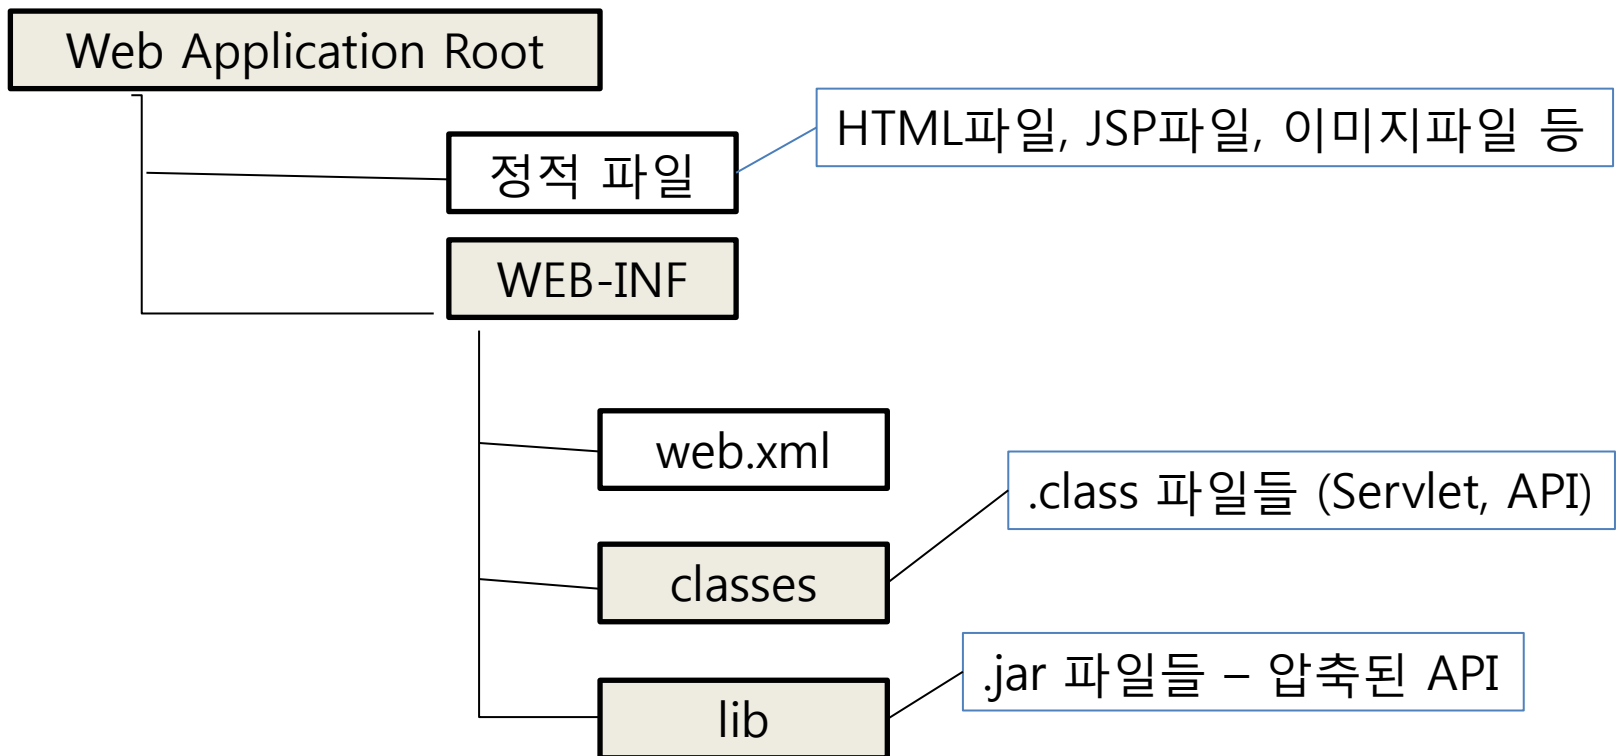 Web Application Root
HTML파일, JSP파일, 이미지파일 등
정적 파일
WEB-INF
web.xml
.class 파일들 (Servlet, API)
classes
.jar 파일들 – 압축된 API
lib